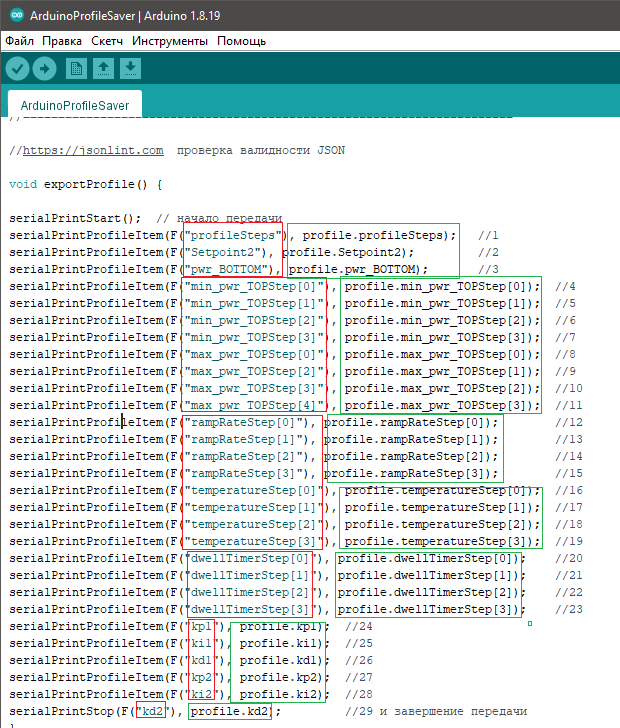 ArduinoProfileSaver | Arduino 1.8.19
Файл Правка Скетч Инструменты Помощь
ArduinoProfileSaver
//https://jsonlint.com проверка валидности JSON
void exportProfile() {
serialPrintStart(); // начало передачи
serialPrintProfileItem(F("profileSteps"), profile.profileSteps); //1
serialPrintProfileItem(F("Setpoint2"), profile.Setpoint2); //2
serialPrintProfileItem(F("pwr_BOTTOM"), profile.pwr_BOTTOM); //3
serialPrintProfileItem(F("min_pwr_TOPStep[0]"), profile.min_pwr_TOPStep[0]); //4
serialPrintProfileItem(F("min_pwr_TOPStep[1]"), profile.min_pwr_TOPStep[1]); //5
serialPrintProfileItem(F("min_pwr_TOPStep[2]"), profile.min_pwr_TOPStep[2]); //6
serialPrintProfileItem(F("min_pwr_TOPStep[3]"), profile.min_pwr_TOPStep[3]); //7
serialPrintProfileItem(F("max_pwr_TOPStep[0]"), profile.max_pwr_TOPStep[0]); //8
serialPrintProfileItem(F("max_pwr_TOPStep[2]"), profile.max_pwr_TOPStep[1]); //9
serialPrintProfileItem(F("max_pwr_TOPStep[3]"), profile.max_pwr_TOPStep[2]); //10
serialPrintProfileItem(F("max_pwr_TOPStep[4]"), profile.max_pwr_TOPStep[3]); //11
serialPrintProfileItem(F("rampRateStep[0]"), profile.rampRateStep[0]); //12
serialPrintProfileItem(F("rampRateStep[1]"), profile.rampRateStep[1]); //13
serialPrintProfileItem(F("rampRateStep[2]"), profile.rampRateStep[2]); //14
serialPrintProfileItem(F("rampRateStep[3]"), profile.rampRateStep[3]); //15
serialPrintProfileItem(F("temperatureStep[0]"), profile.temperatureStep[0]); //16
serialPrintProfileItem(F("temperatureStep[1]"), profile.temperatureStep[1]); //17
serialPrintProfileItem(F("temperatureStep[2]"), profile.temperatureStep[2]); //18
serialPrintProfileItem(F("temperatureStep[3]"), profile.temperatureStep[3]); //19
serialPrintProfileItem(F("dwellTimerStep[0]"), profile.dwellTimerStep[0]); //20
serialPrintProfileItem(F("dwellTimerStep[1]"), profile.dwellTimerStep[1]); //21
serialPrintProfileItem(F("dwellTimerStep[2]"), profile.dwellTimerStep[2]); //22
serialPrintProfileItem(F("dwellTimerStep[3]"), profile.dwellTimerStep[3]); //23
serialPrintProfileItem(F("kp1"), profile.kp1); //24
serialPrintProfileItem(F("ki1"), profile.ki1); //25
serialPrintProfileItem(F("kd1"), profile.kd1); //26
serialPrintProfileItem(F("kp2"), profile.kp2); //27
serialPrintProfileItem(F("ki2"), profile.ki2); //28
serialPrintStop(F("kd2"), profile.kd2); //29 и завершение передачи